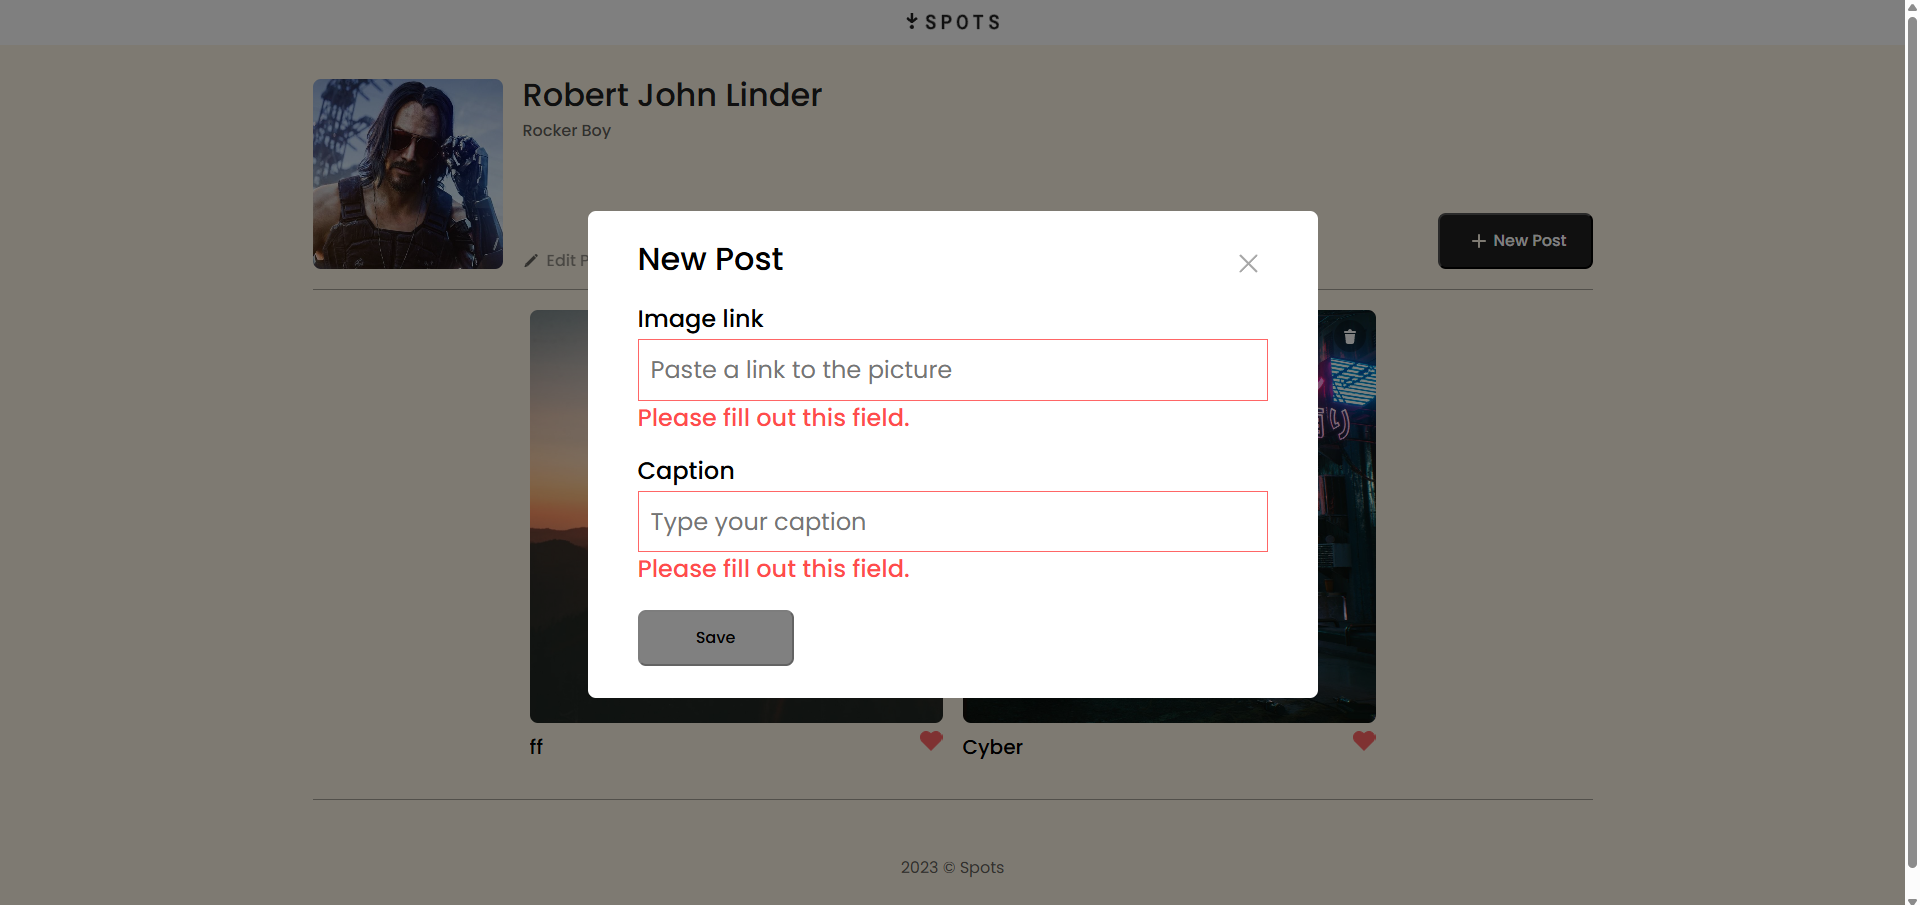 SPOTS
Robert John Linder
Rocker Boy
Edit P
New Post
New Post
Image link
Paste a link to the picture
Please fill out this field.
Caption
Type your caption
Please fill out this field.
Save
ff
Cyber
2023 © Spots